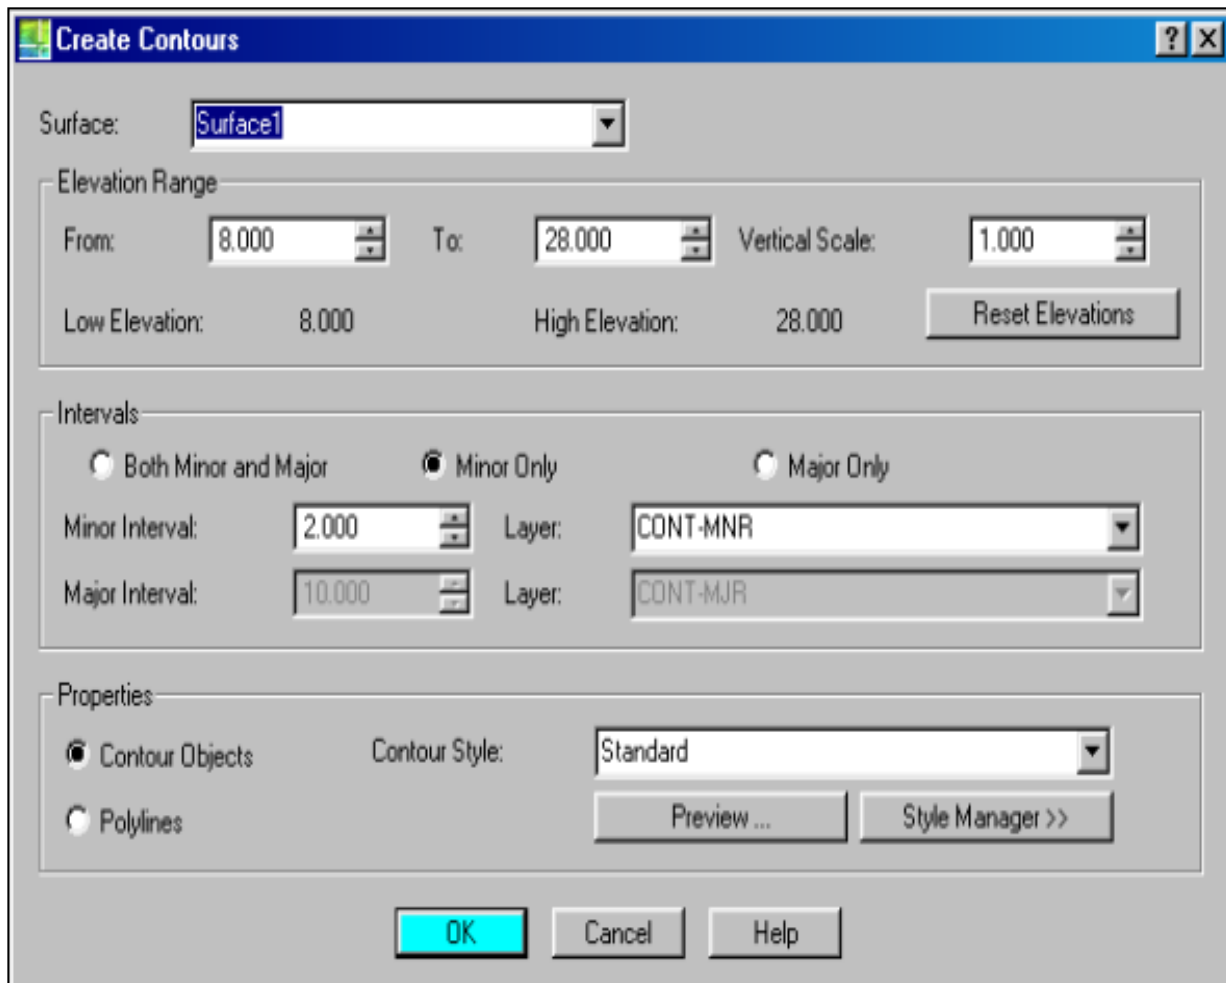 Create Contours
Surface: Surface1
Elevation Range
From: 8.000 To: 28.000 Vertical Scale: 1.000
Low Elevation: 8.000 High Elevation: 28.000 Reset Elevations
Intervals
Both Minor and Major Minor Only Major Only
Minor Interval: 2.000 Layer: CONT-MNR
Major Interval: 10.000 Layer: CONT-MJR
Properties
Contour Objects Contour Style: Standard
Polylines Preview ... Style Manager >>
OK Cancel Help